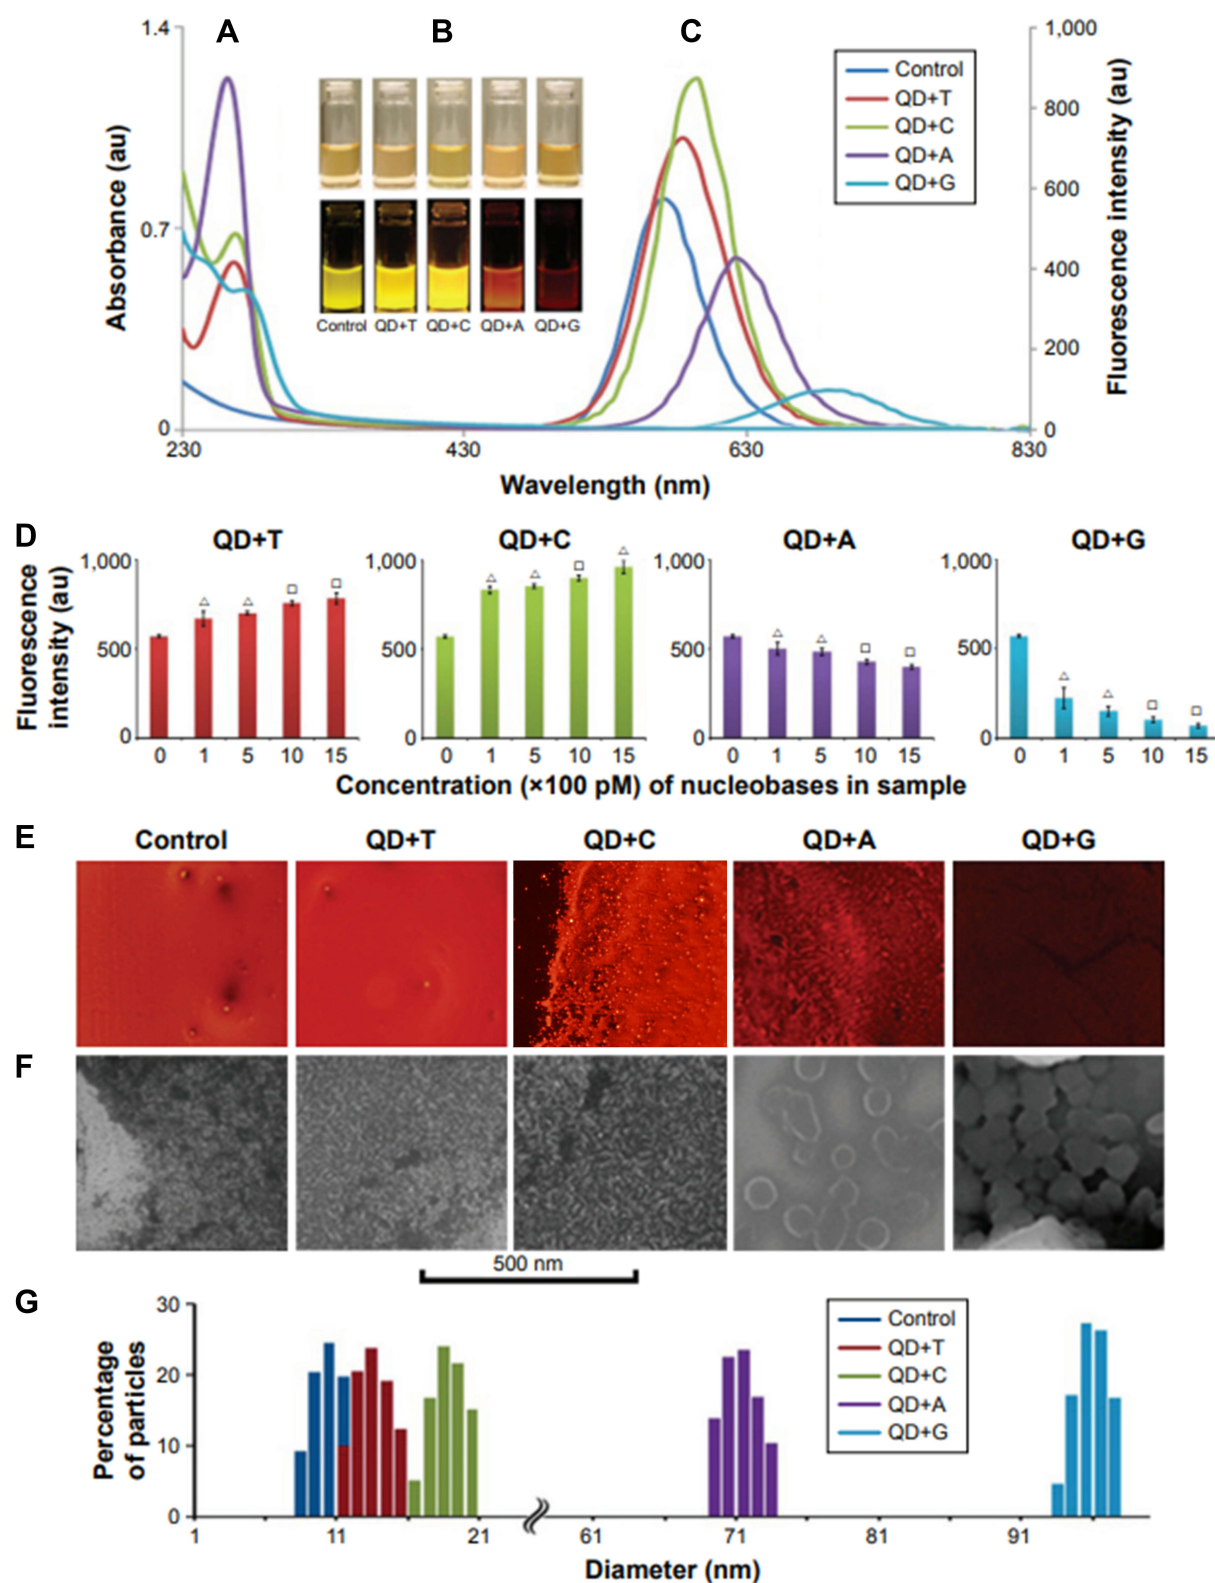 A B C
1.4
0.7
0
Absorbance (au)
1,000
800
600
400
200
0
Fluorescence intensity (au)
Control
QD+T
QD+C
QD+A
QD+G
Control QD+T QD+C QD+A QD+G
230 430 630 830
Wavelength (nm)
D
QD+T QD+C QD+A QD+G
Fluorescence
intensity (au)
1,000 1,000 1,000 1,000
500 500 500 500
0 0 0 0
0 1 5 10 15 0 1 5 10 15 0 1 5 10 15 0 1 5 10 15
Concentration (×100 pM) of nucleobases in sample
E
Control QD+T QD+C QD+A QD+G
F
500 nm
G
Percentage
of particles
30
20
10
0
Control
QD+T
QD+C
QD+A
QD+G
1 11 21 61 71 81 91
Diameter (nm)